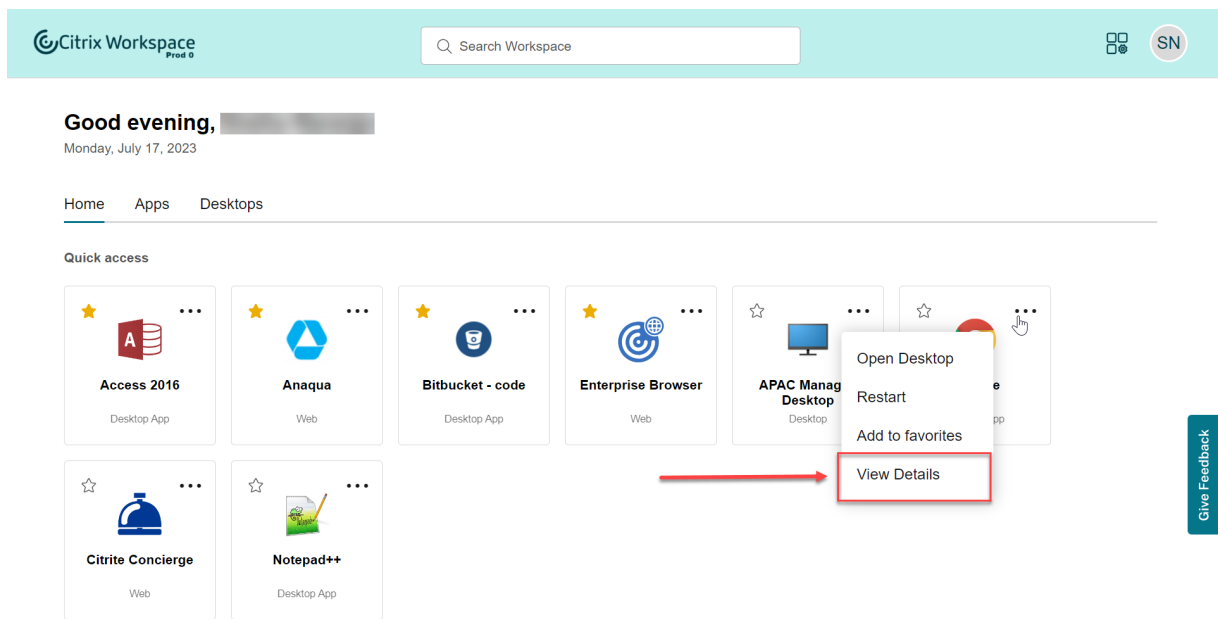 Citrix Workspace
Prod 0
Search Workspace
SN
Good evening,
Monday, July 17, 2023
Home Apps Desktops
Quick access
A
Access 2016
Desktop App
Anaqua
Web
Bitbucket - code
Desktop App
Enterprise Browser
Web
APAC Manag
Desktop
Desktop
e
pp
Open Desktop
Restart
Add to favorites
View Details
Citrite Concierge
Web
Notepad++
Desktop App
Give Feedback